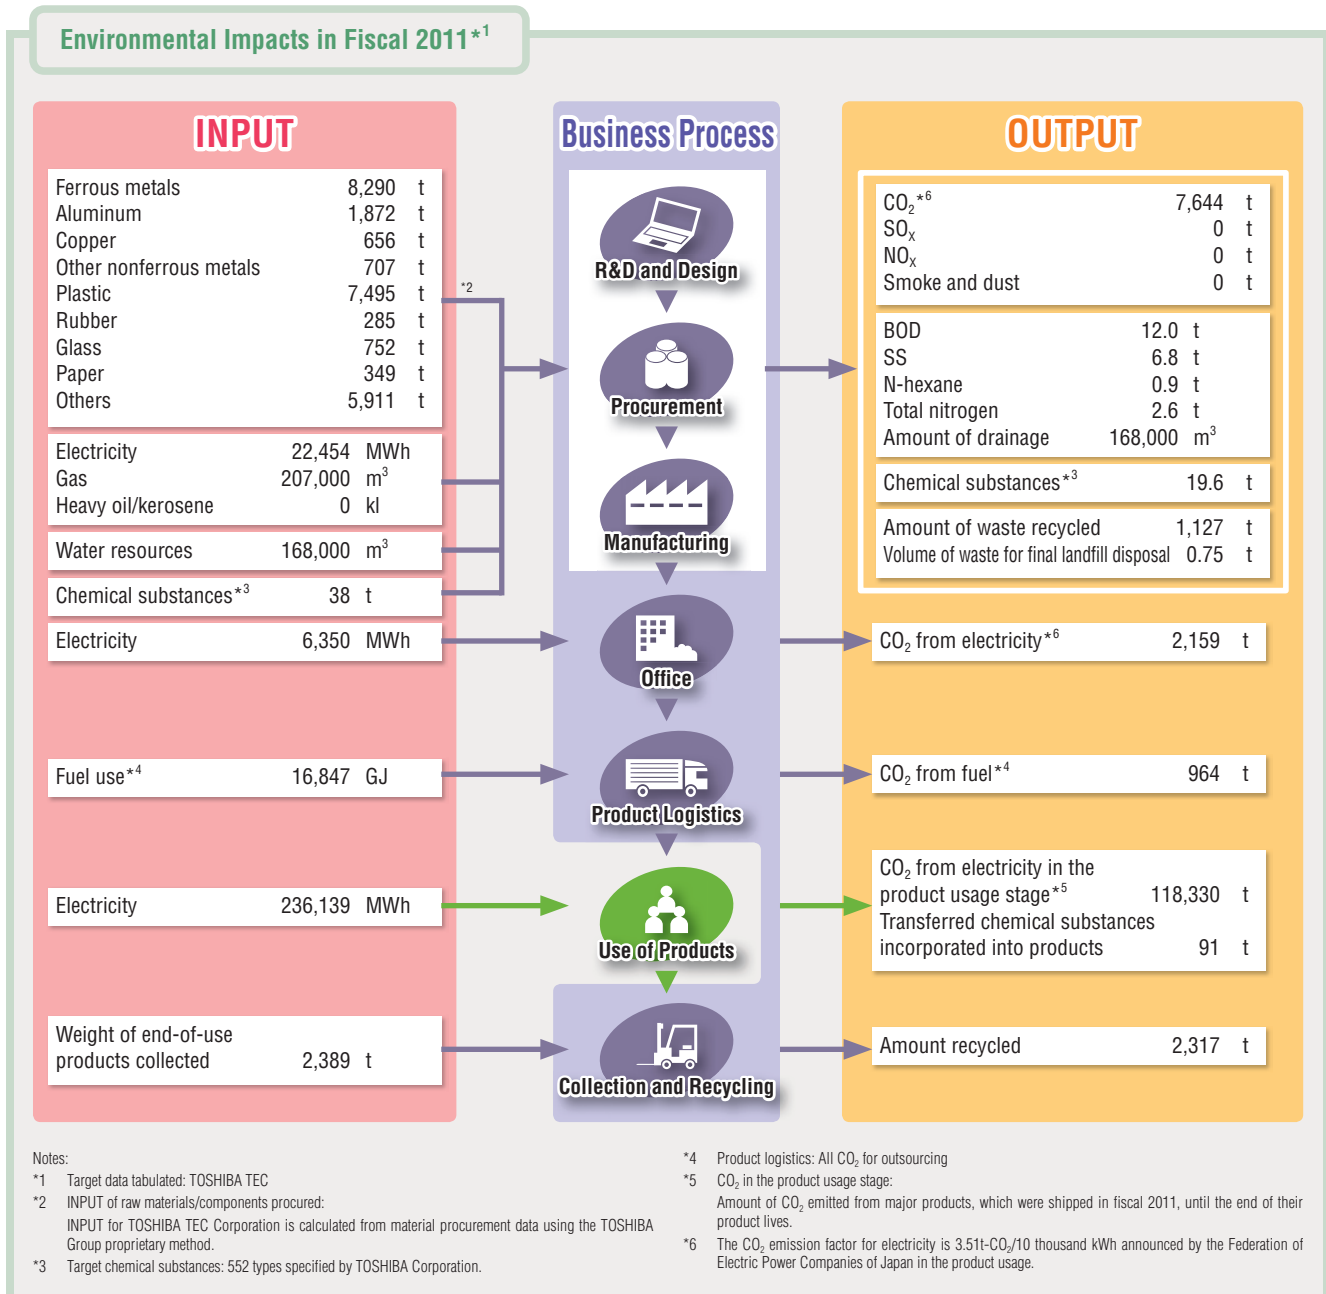 Environmental Impacts in Fiscal 2011*1
INPUT
Ferrous metals 8,290 t
Aluminum 1,872 t
Copper 656 t
Other nonferrous metals 707 t
Plastic 7,495 t
Rubber 285 t
Glass 752 t
Paper 349 t
Others 5,911 t
*2
Electricity 22,454 MWh
Gas 207,000 m3
Heavy oil/kerosene 0 kl
Water resources 168,000 m3
Chemical substances*3 38 t
Electricity 6,350 MWh
Fuel use*4 16,847 GJ
Electricity 236,139 MWh
Weight of end-of-use
products collected 2,389 t
Business Process
R&D and Design
Procurement
Manufacturing
Office
Product Logistics
Use of Products
Collection and Recycling
OUTPUT
CO2*6 7,644 t
SOX 0 t
NOX 0 t
Smoke and dust 0 t
BOD 12.0 t
SS 6.8 t
N-hexane 0.9 t
Total nitrogen 2.6 t
Amount of drainage 168,000 m3
Chemical substances*3 19.6 t
Amount of waste recycled 1,127 t
Volume of waste for final landfill disposal 0.75 t
CO2 from electricity*6 2,159 t
CO2 from fuel*4 964 t
CO2 from electricity in the
product usage stage*5 118,330 t
Transferred chemical substances
incorporated into products 91 t
Amount recycled 2,317 t
Notes:
*1 Target data tabulated: TOSHIBA TEC
*2 INPUT of raw materials/components procured:
INPUT for TOSHIBA TEC Corporation is calculated from material procurement data using the TOSHIBA
Group proprietary method.
*3 Target chemical substances: 552 types specified by TOSHIBA Corporation.
*4 Product logistics: All CO2 for outsourcing
*5 CO2 in the product usage stage:
Amount of CO2 emitted from major products, which were shipped in fiscal 2011, until the end of their
product lives.
*6 The CO2 emission factor for electricity is 3.51t-CO2/10 thousand kWh announced by the Federation of
Electric Power Companies of Japan in the product usage.